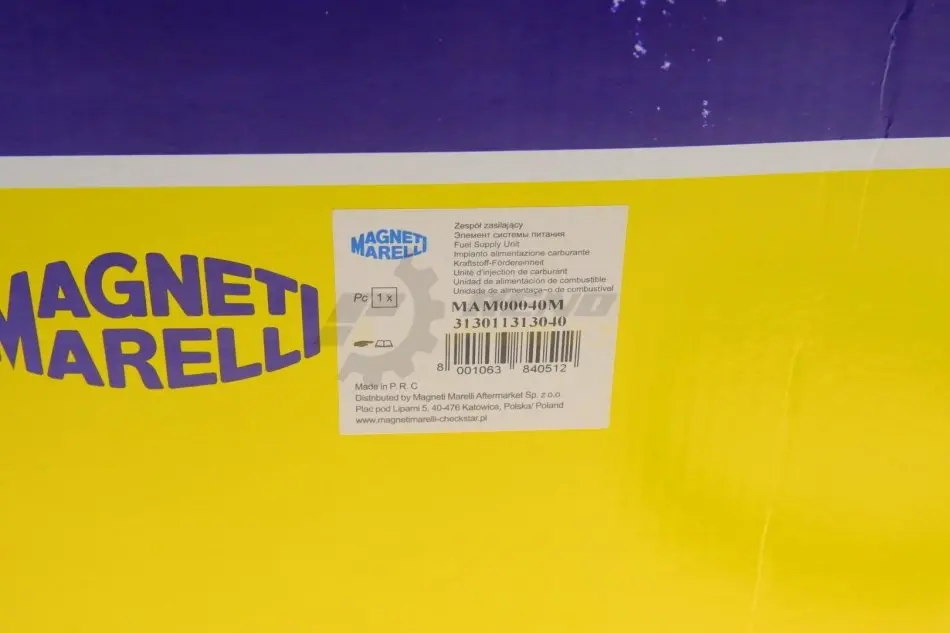 MAGNETI
MARELLI
MAGNETI
MARELLI
Zespół zasilający
Элемент системы питания
Fuel Supply Unit
Impianto alimentazione carburante
Kraftstoff-Fördereinheit
Unité d'injection de carburant
Unidad de alimentación de combustible
Unidade de alimentaça~o de combustível
Pc 1 x
MAM00040M
313011313040
8 001063 840512
Made in P. R. C
Distributed by Magneti Marelli Aftermarket Sp. z o.o.
Plac pod Lipami 5, 40-476 Katowice, Polska/ Poland
www.magnetimarelli-checkstar.pl